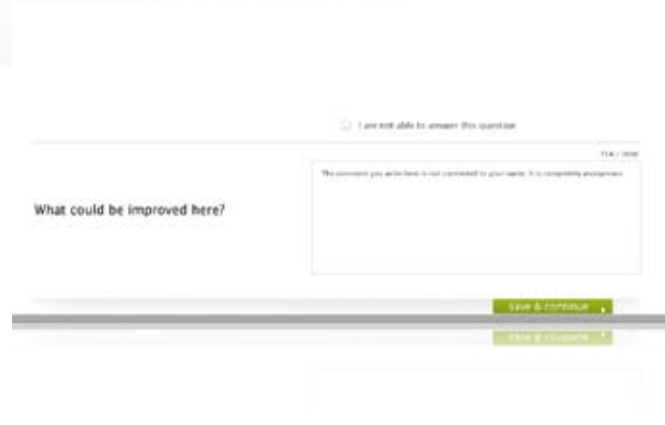 I am not able to answer this question
The comment you write here is not connected to your name. It is completely anonymous.
What could be improved here?
Save & continue